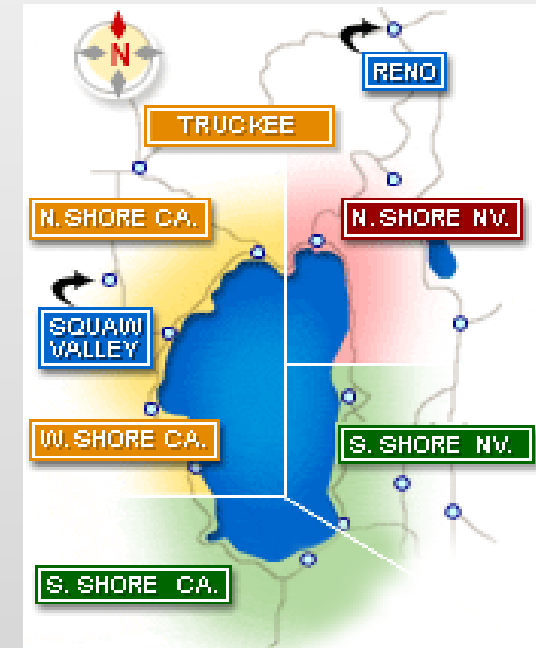 N
RENO
TRUCKEE
N. SHORE CA.
N. SHORE NV.
SQUAW
VALLEY
W. SHORE CA.
S. SHORE NV.
S. SHORE CA.